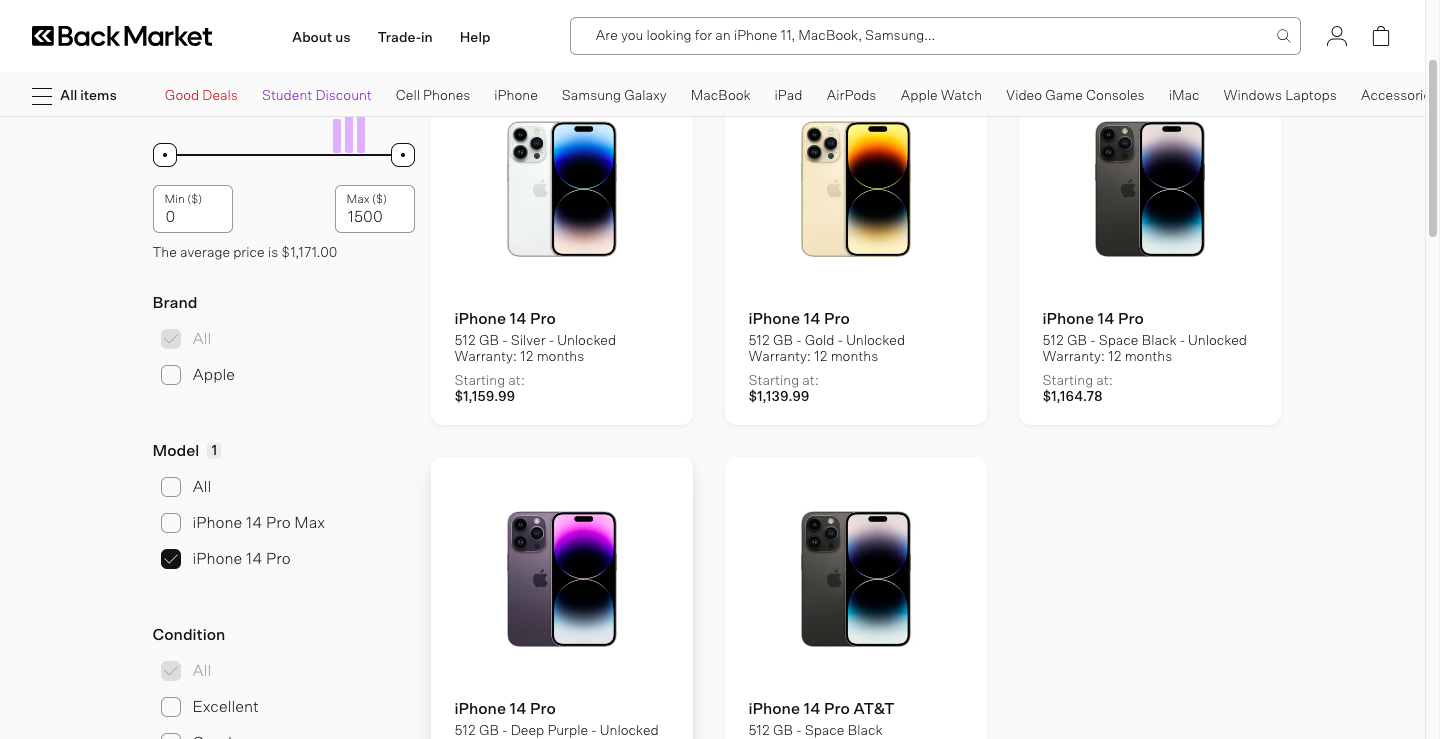 Back Market
About us
Trade-in
Help
Are you looking for an iPhone 11, MacBook, Samsung...
All items
Good Deals
Student Discount
Cell Phones
iPhone
Samsung Galaxy
MacBook
iPad
AirPods
Apple Watch
Video Game Consoles
iMac
Windows Laptops
Min ($)
0
Max ($)
1500
The average price is $1,171.00
Brand
All
Apple
Model 1
All
iPhone 14 Pro Max
iPhone 14 Pro
Condition
All
Excellent
iPhone 14 Pro
512 GB - Silver - Unlocked
Warranty: 12 months
Starting at:
$1,159.99
iPhone 14 Pro
512 GB - Gold - Unlocked
Warranty: 12 months
Starting at:
$1,139.99
iPhone 14 Pro
512 GB - Space Black - Unlocked
Warranty: 12 months
Starting at:
$1,164.78
iPhone 14 Pro
512 GB - Deep Purple - Unlocked
iPhone 14 Pro AT&T
512 GB - Space Black